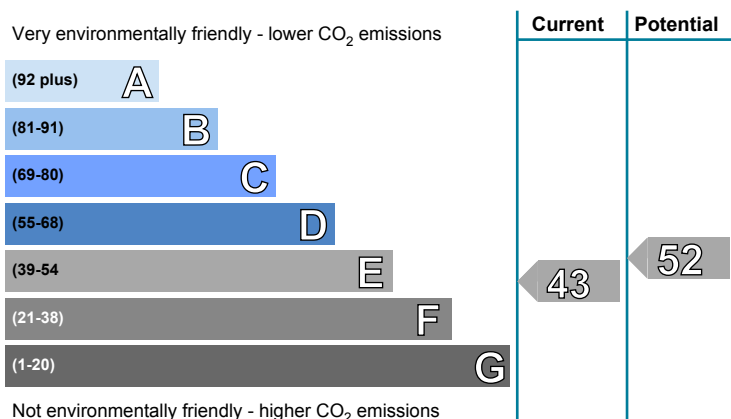 Very environmentally friendly - lower CO2 emissions
Current
Potential
(92 plus) A
(81-91) B
(69-80) C
(55-68) D
(39-54 E
(21-38) F
(1-20) G
43
52
Not environmentally friendly - higher CO2 emissions